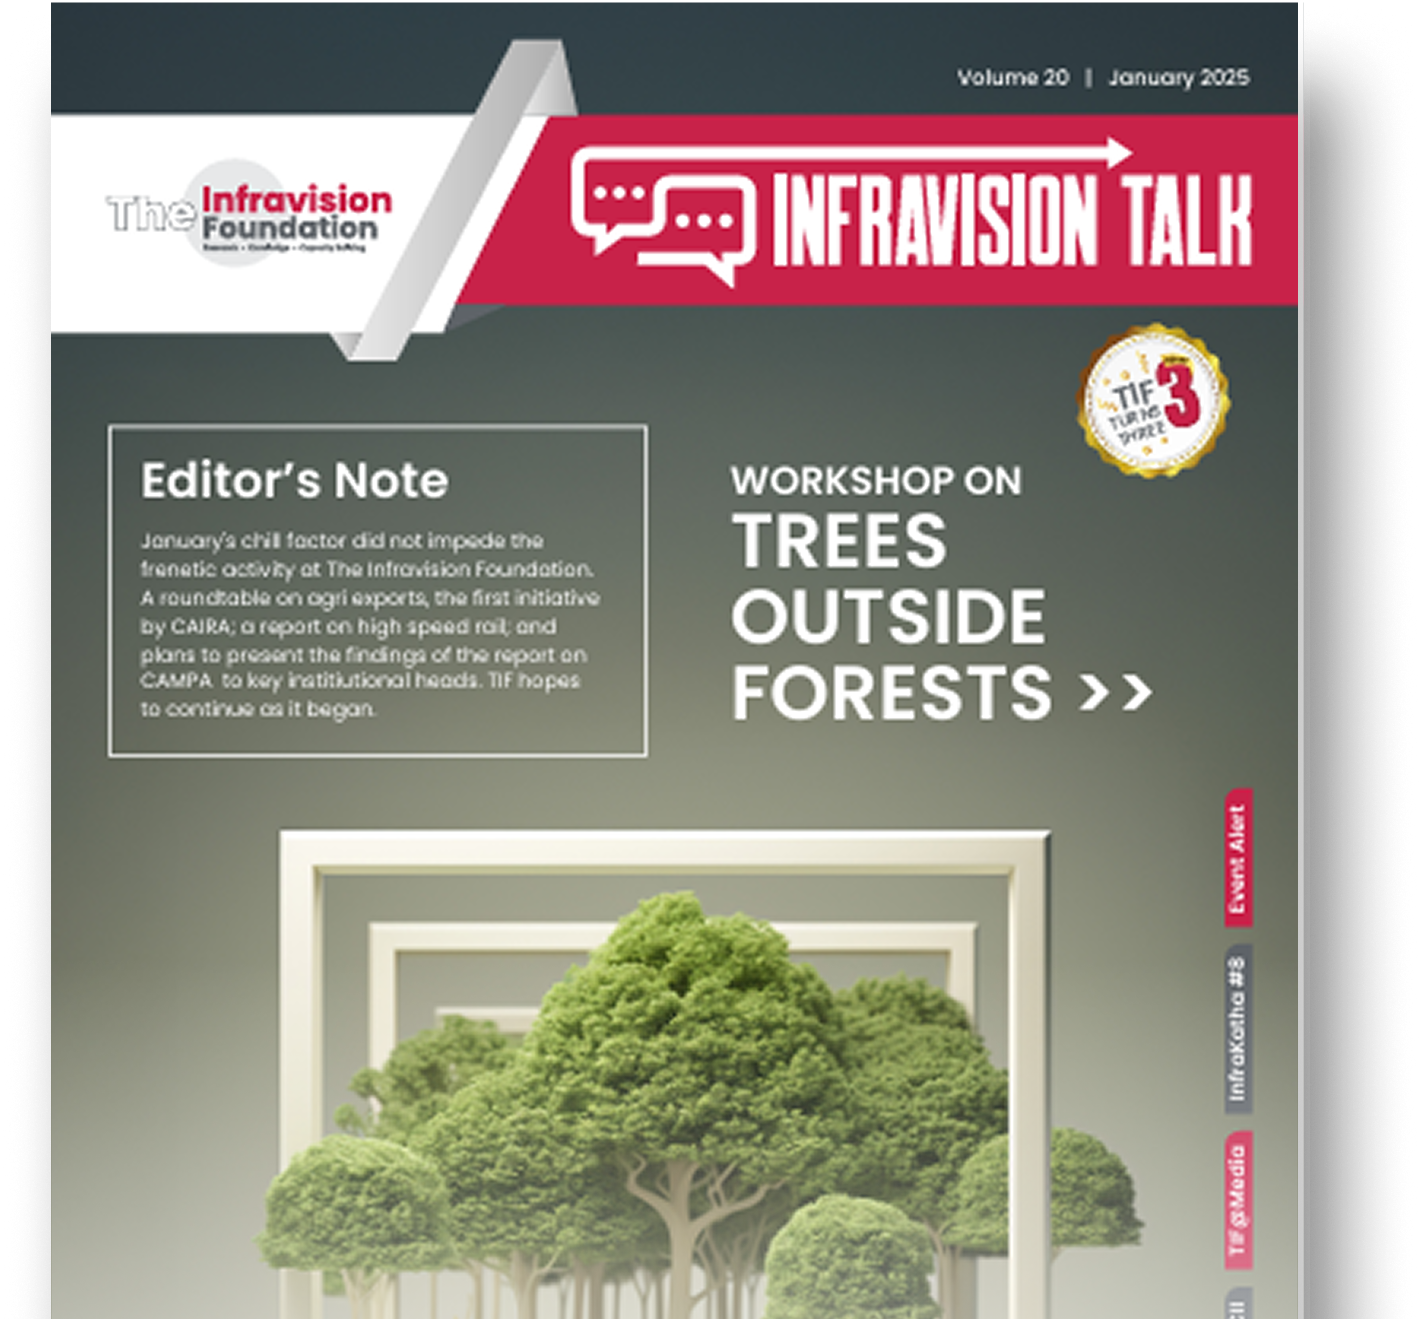 Volume 20 | January 2025
The Infravision
Foundation
INFRAVISION TALK
TIF 3
TURNS
THREE
Editor’s Note
January's chill factor did not impede the
frenetic activity at The Infravision Foundation.
A roundtable on agri exports, the first initiative
by CAIRA; a report on high speed rail; and
plans to present the findings of the report on
CAMPA to key institiutional heads. TIF hopes
to continue as it began.
WORKSHOP ON
TREES
OUTSIDE
FORESTS >>
Event Alert
InfraKatha #8
TIF@Media